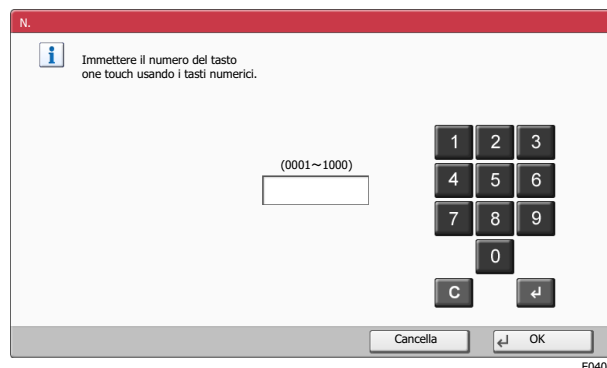 N.
i
Immettere il numero del tasto
one touch usando i tasti numerici.
(0001~1000)
1 2 3
4 5 6
7 8 9
0
C ↵
Cancella ↵ OK